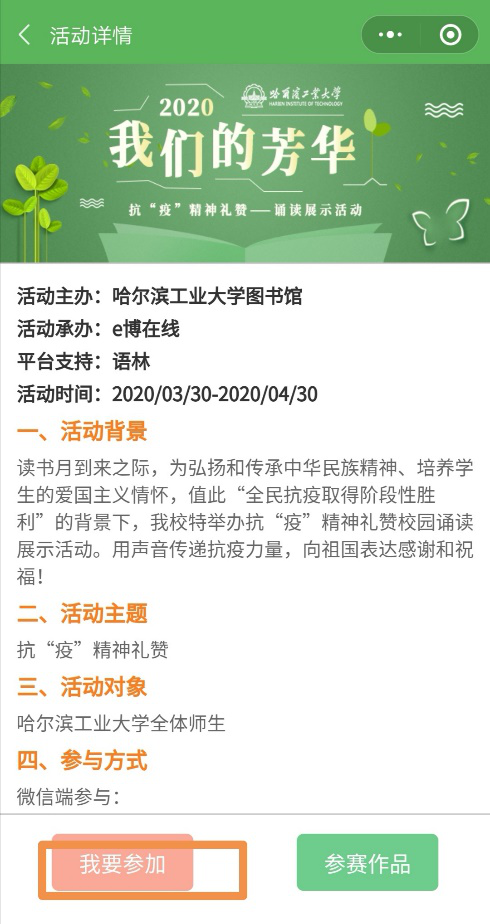 活动详情
哈尔滨工业大学
HARBIN INSTITUTE OF TECHNOLOGY
2020
我们的芳华
抗“疫”精神礼赞——诵读展示活动
活动主办：哈尔滨工业大学图书馆
活动承办：e博在线
平台支持：语林
活动时间：2020/03/30-2020/04/30
一、活动背景
读书月到来之际，为弘扬和传承中华民族精神、培养学
生的爱国主义情怀，值此“全民抗疫取得阶段性胜
利”的背景下，我校特举办抗“疫”精神礼赞校园诵读
展示活动。用声音传递抗疫力量，向祖国表达感谢和祝
福！
二、活动主题
抗“疫”精神礼赞
三、活动对象
哈尔滨工业大学全体师生
四、参与方式
微信端参与：
我要参加
参赛作品